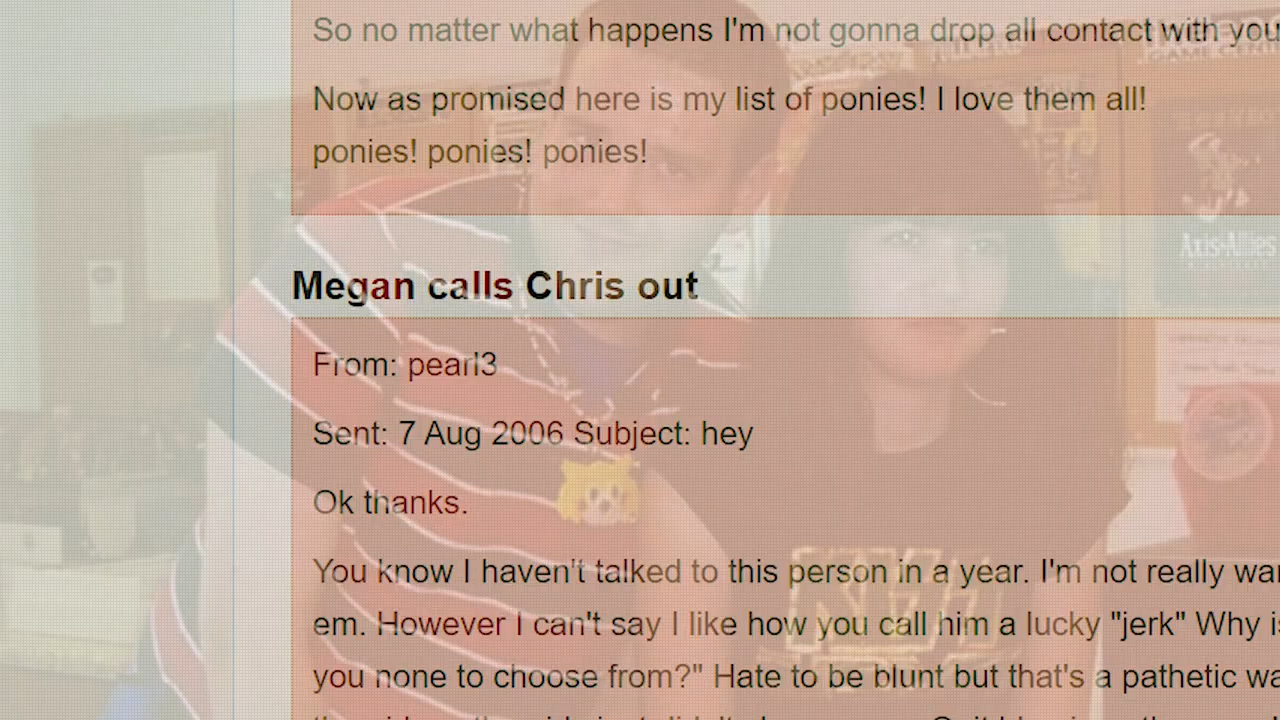 So no matter what happens I'm not gonna drop all contact with you
Now as promised here is my list of ponies! I love them all!
ponies! ponies! ponies!
Axis&Allies
Megan calls Chris out
From: pearl3
Sent: 7 Aug 2006 Subject: hey
Ok thanks.
You know I haven't talked to this person in a year. I'm not really
em. However I can't say I like how you call him a lucky "jerk" Why
you none to choose from?" Hate to be blunt but that's a pathetic